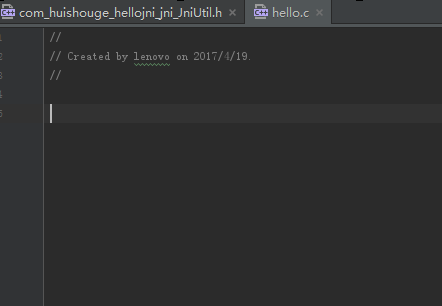 com_huishouge_hellojni_jni_JniUtil.h hello.c
1 //
2 // Created by lenovo on 2017/4/19.
3 //
4
5